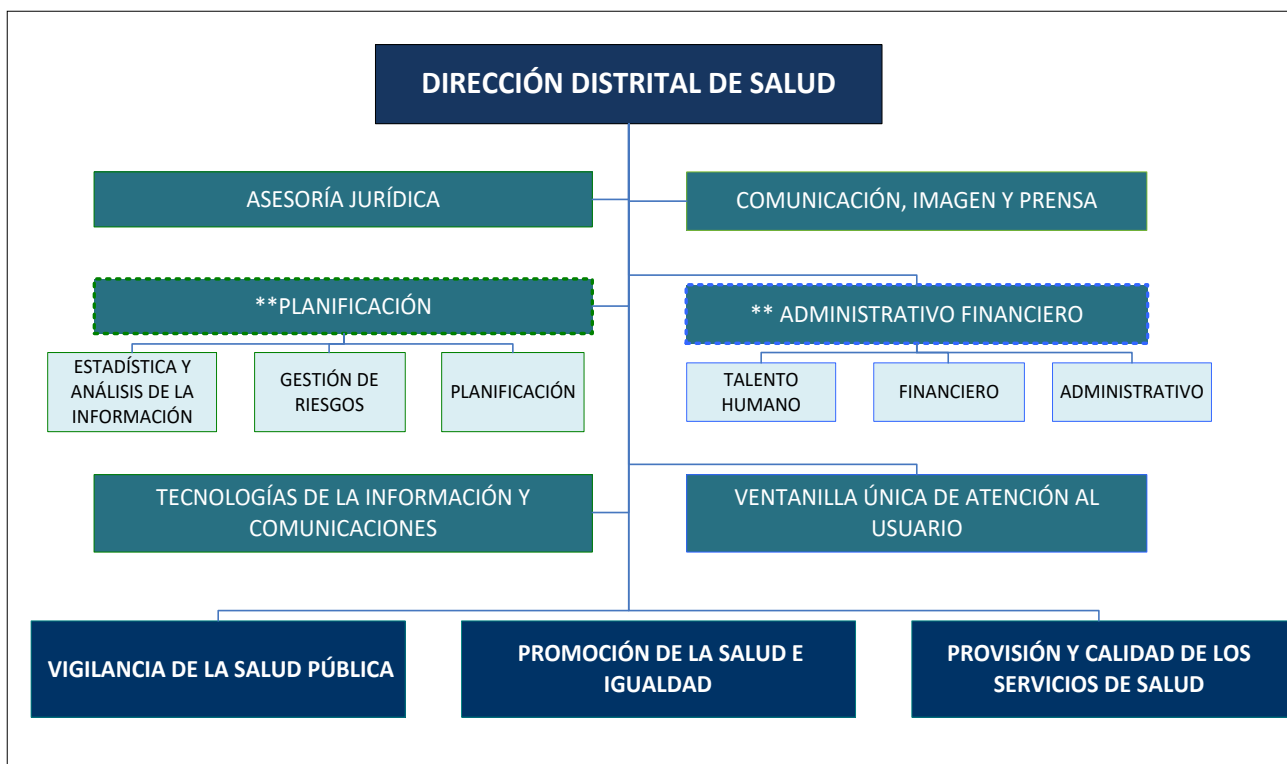 DIRECCIÓN DISTRITAL DE SALUD
ASESORÍA JURÍDICA
COMUNICACIÓN, IMAGEN Y PRENSA
**PLANIFICACIÓN
** ADMINISTRATIVO FINANCIERO
ESTADÍSTICA Y
ANÁLISIS DE LA
INFORMACIÓN
GESTIÓN DE
RIESGOS
PLANIFICACIÓN
TALENTO
HUMANO
FINANCIERO
ADMINISTRATIVO
TECNOLOGÍAS DE LA INFORMACIÓN Y
COMUNICACIONES
VENTANILLA ÚNICA DE ATENCIÓN AL
USUARIO
VIGILANCIA DE LA SALUD PÚBLICA
PROMOCIÓN DE LA SALUD E
IGUALDAD
PROVISIÓN Y CALIDAD DE LOS
SERVICIOS DE SALUD